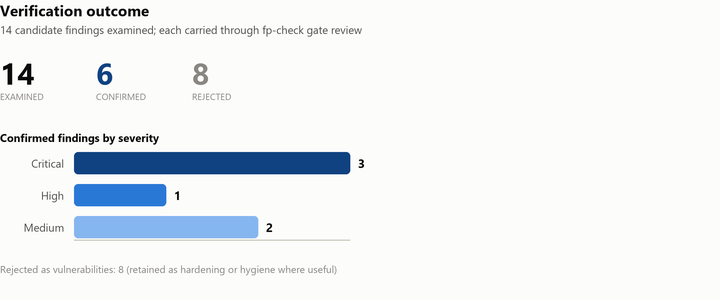 Verification outcome
14 candidate findings examined; each carried through fp-check gate review
14 6 8
EXAMINED CONFIRMED REJECTED
Confirmed findings by severity
Critical 3
High 1
Medium 2
Rejected as vulnerabilities: 8 (retained as hardening or hygiene where useful)